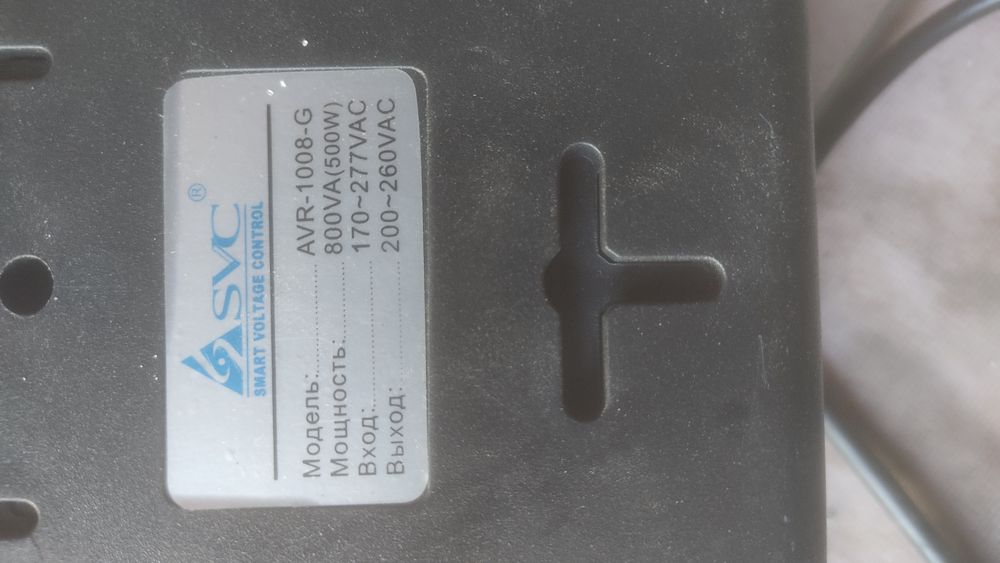 SVC®
SMART VOLTAGE CONTROL
Модель:................AVR-1008-G
Мощность:................800VA(500W)
Вход:................170~277VAC
Выход:................200~260VAC